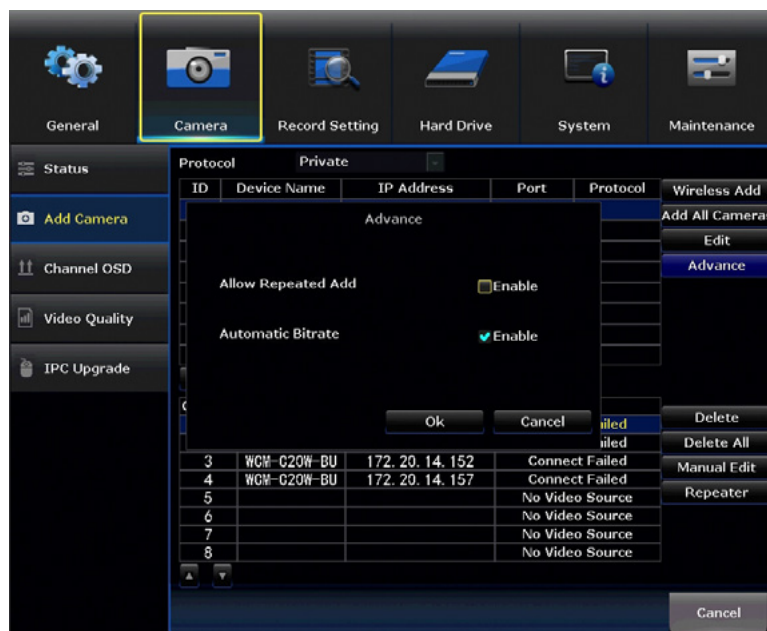 General Camera Record Setting Hard Drive System Maintenance
Status
Add Camera
Channel OSD
Video Quality
IPC Upgrade
Protocol Private
ID Device Name IP Address Port Protocol
Wireless Add
Add All Camera
Edit
Advance
Advance
Allow Repeated Add Enable
Automatic Bitrate Enable
Ok Cancel
3 WCM-G20W-BU 172. 20. 14. 152 Connect Failed
4 WCM-G20W-BU 172. 20. 14. 157 Connect Failed
5 No Video Source
6 No Video Source
7 No Video Source
8 No Video Source
Delete
Delete All
Manual Edit
Repeater
Cancel